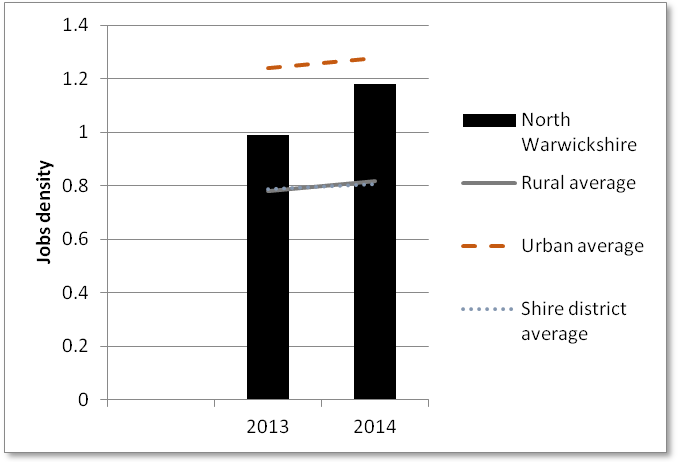 1.4
1.2
1
0.8
0.6
0.4
0.2
0
Jobs density
2013
2014
North
Warwickshire
Rural average
Urban average
Shire district
average